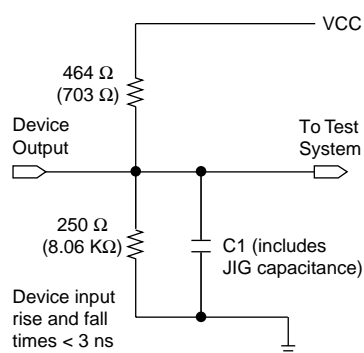 VCC
464 Ω
(703 Ω)
Device
Output
To Test
System
250 Ω
(8.06 KΩ)
C1 (includes
JIG capacitance)
Device input
rise and fall
times < 3 ns